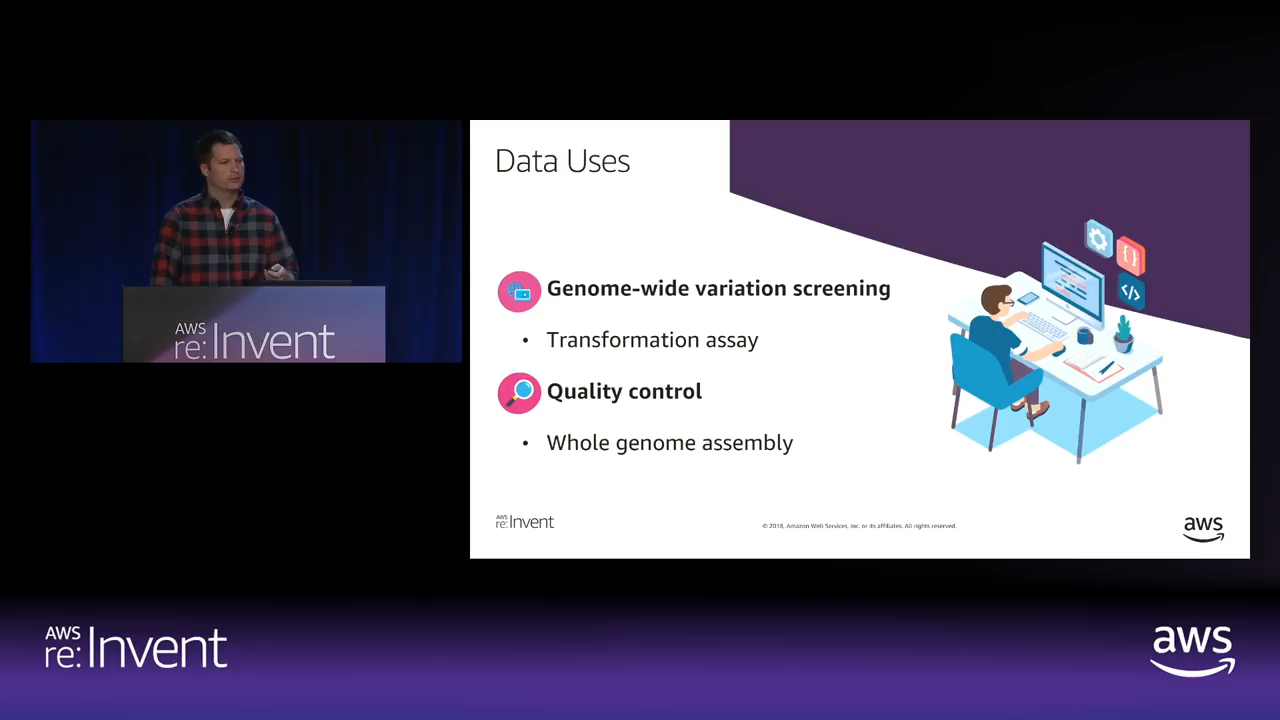 Data Uses
Genome-wide variation screening
• Transformation assay
Quality control
• Whole genome assembly
AWS
re:Invent
© 2018, Amazon Web Services, Inc. or its affiliates. All rights reserved.
aws
AWS
re:Invent
AWS
re:Invent
aws